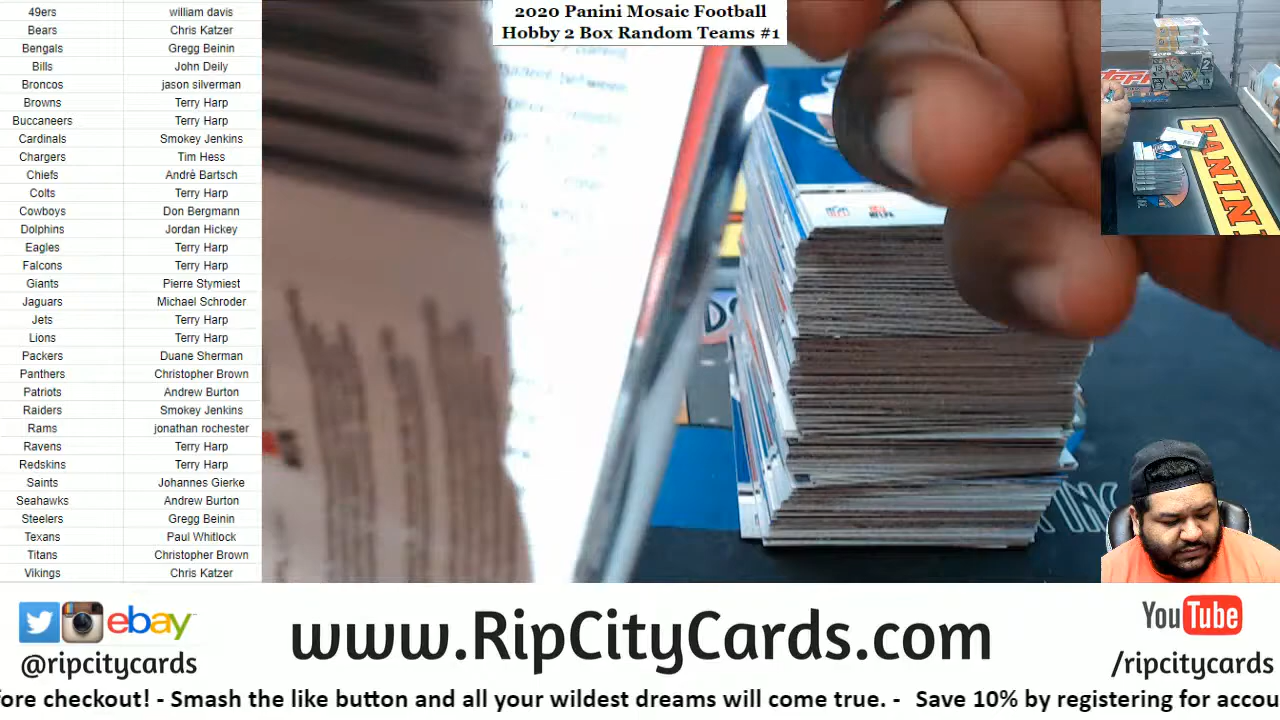 2020 Panini Mosaic Football
Hobby 2 Box Random Teams #1
49ers william davis
Bears Chris Katzer
Bengals Gregg Beinin
Bills John Deily
Broncos jason silverman
Browns Terry Harp
Buccaneers Terry Harp
Cardinals Smokey Jenkins
Chargers Tim Hess
Chiefs Andrè Bartsch
Colts Terry Harp
Cowboys Don Bergmann
Dolphins Jordan Hickey
Eagles Terry Harp
Falcons Terry Harp
Giants Pierre Stymiest
Jaguars Michael Schroder
Jets Terry Harp
Lions Terry Harp
Packers Duane Sherman
Panthers Christopher Brown
Patriots Andrew Burton
Raiders Smokey Jenkins
Rams jonathan rochester
Ravens Terry Harp
Redskins Terry Harp
Saints Johannes Gierke
Seahawks Andrew Burton
Steelers Gregg Beinin
Texans Paul Whitlock
Titans Christopher Brown
Vikings Chris Katzer
PANINI
ebay
@ripcitycards
www.RipCityCards.com
YouTube
/ripcitycards
fore checkout! - Smash the like button and all your wildest dreams will come true. - Save 10% by registering for accou